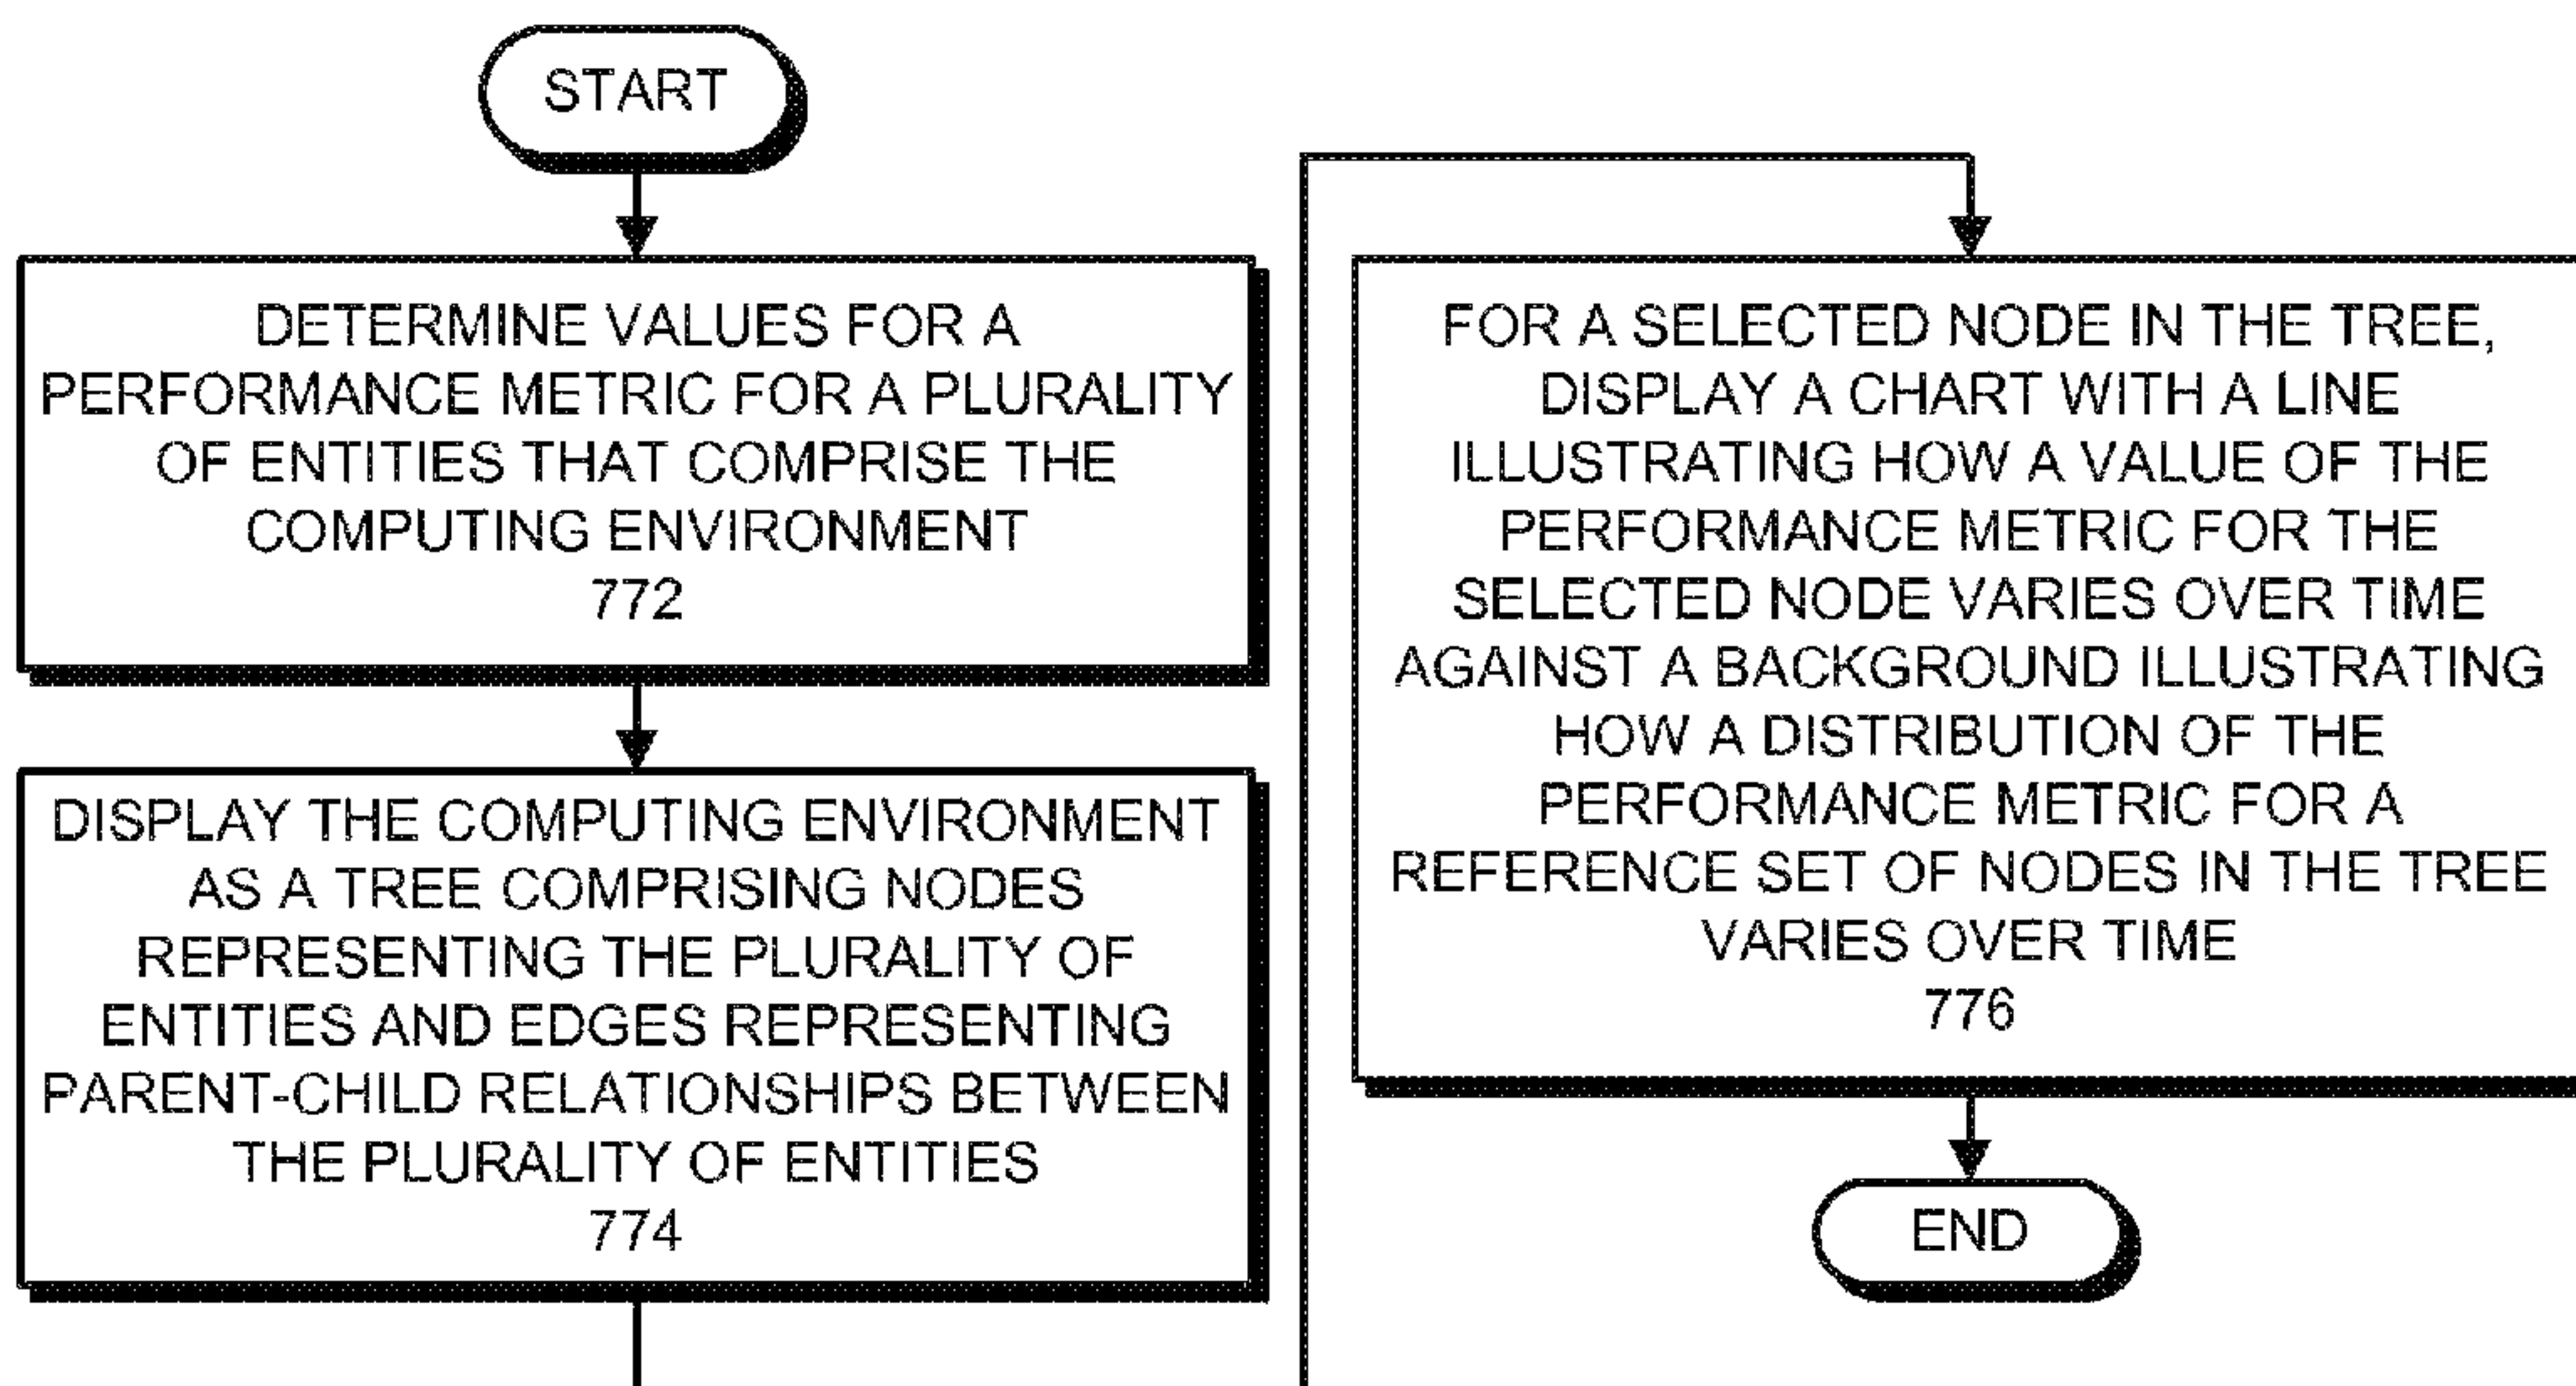 START
DETERMINE VALUES FOR A
PERFORMANCE METRIC FOR A PLURALITY
OF ENTITIES THAT COMPRISE THE
COMPUTING ENVIRONMENT
772
DISPLAY THE COMPUTING ENVIRONMENT
AS A TREE COMPRISING NODES
REPRESENTING THE PLURALITY OF
ENTITIES AND EDGES REPRESENTING
PARENT-CHILD RELATIONSHIPS BETWEEN
THE PLURALITY OF ENTITIES
774
FOR A SELECTED NODE IN THE TREE,
DISPLAY A CHART WITH A LINE
ILLUSTRATING HOW A VALUE OF THE
PERFORMANCE METRIC FOR THE
SELECTED NODE VARIES OVER TIME
AGAINST A BACKGROUND ILLUSTRATING
HOW A DISTRIBUTION OF THE
PERFORMANCE METRIC FOR A
REFERENCE SET OF NODES IN THE TREE
VARIES OVER TIME
776
END